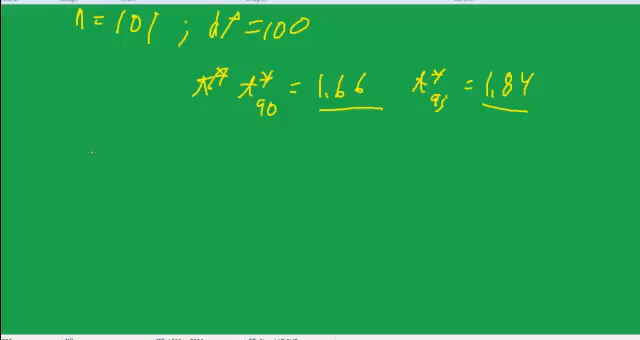 n = 101 ; df = 100
t* t*90 = 1.66 t*95 = 1.84